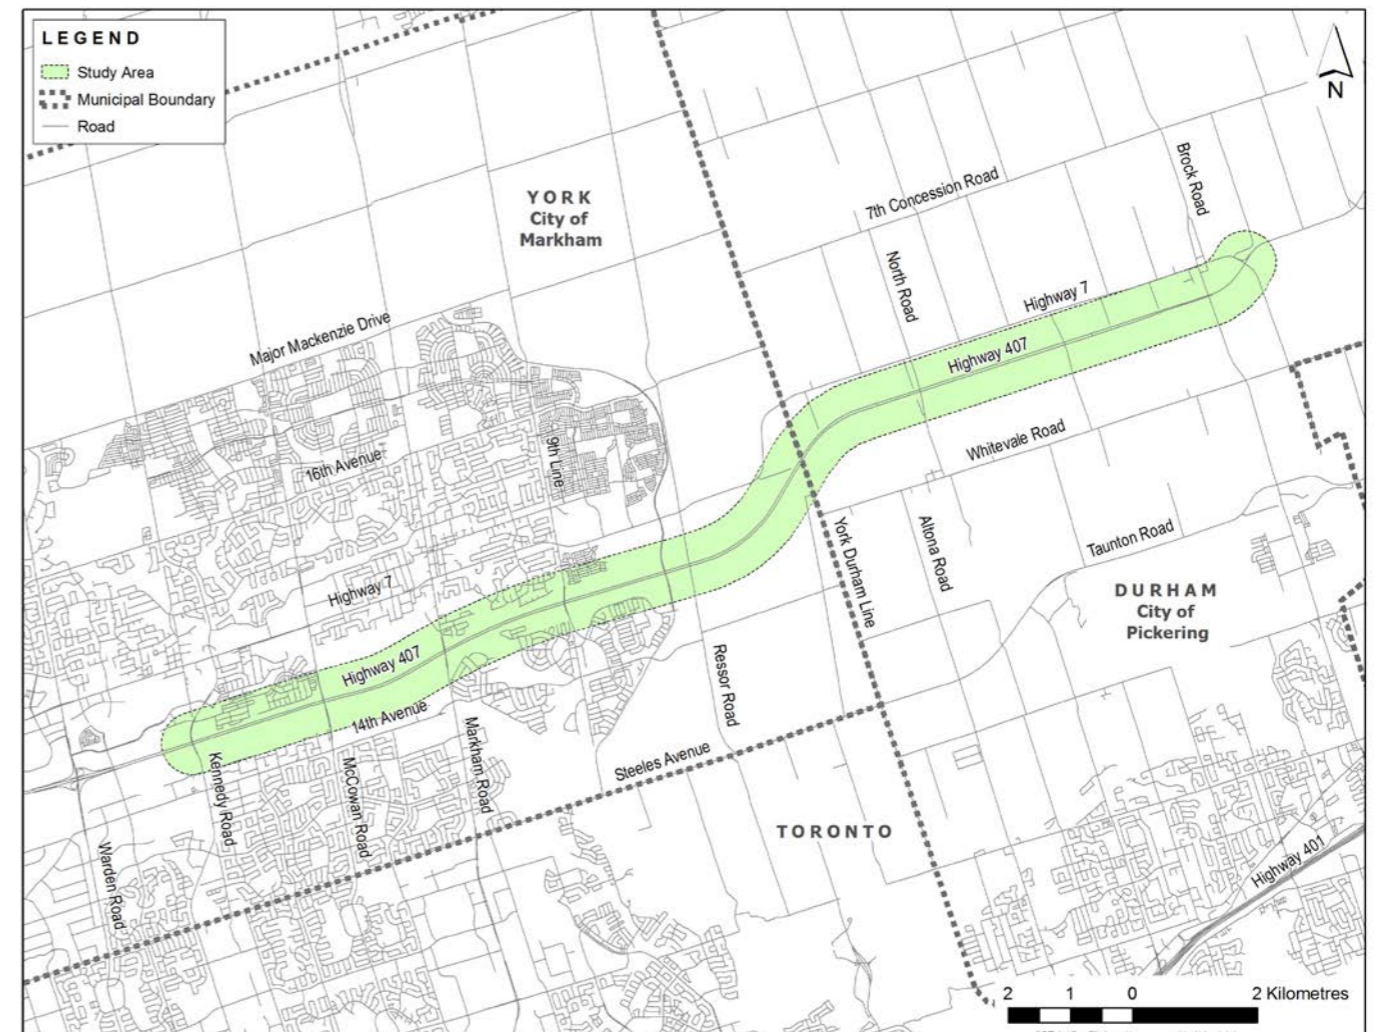 LEGEND
Study Area
Municipal Boundary
Road
N
YORK
City of
Markham
7th Concession Road
Brock Road
North Road
Highway 7
Highway 407
Major Mackenzie Drive
16th Avenue
9th Line
Whitevale Road
York Durham Line
Altona Road
Taunton Road
DURHAM
City of
Pickering
Highway 7
Highway 407
14th Avenue
Ressor Road
Kennedy Road
McCowan Road
Markham Road
Steeles Avenue
Warden Road
TORONTO
Highway 401
2 1 0 2 Kilometres